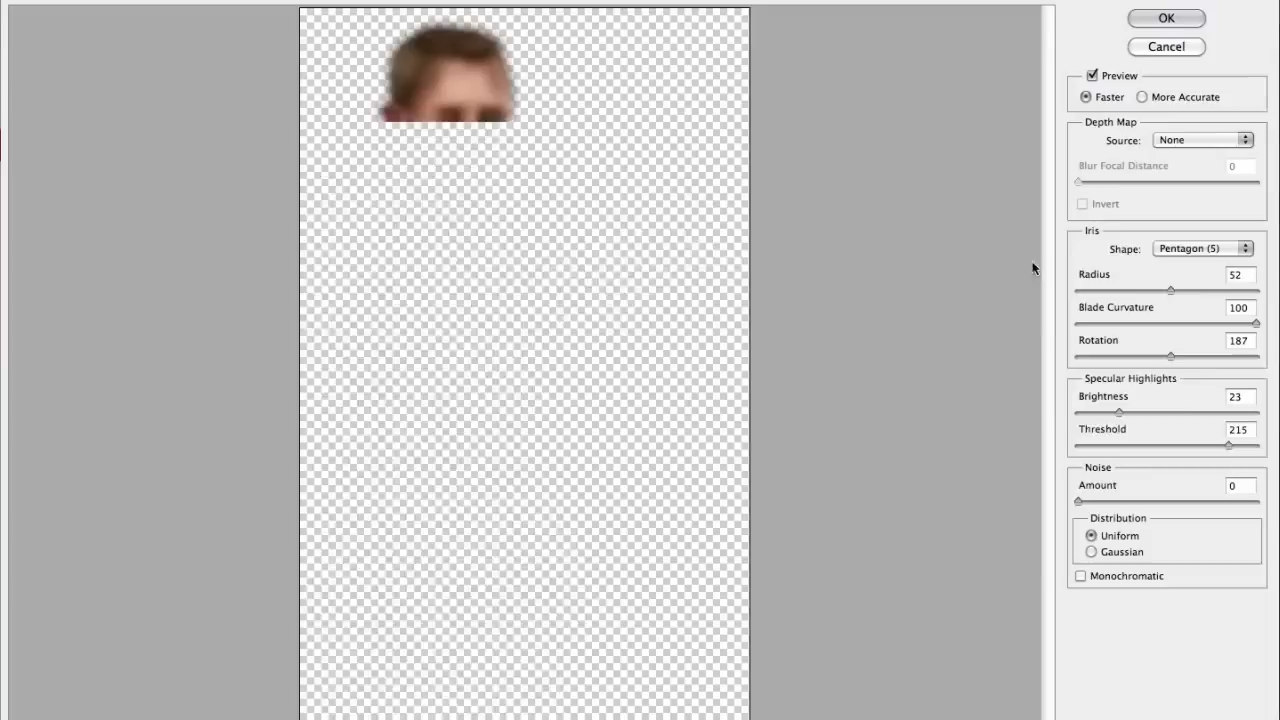 OK
Cancel
Preview
Faster More Accurate
Depth Map
Source: None
Blur Focal Distance 0
Invert
Iris
Shape: Pentagon (5)
Radius 52
Blade Curvature 100
Rotation 187
Specular Highlights
Brightness 23
Threshold 215
Noise
Amount 0
Distribution
Uniform
Gaussian
Monochromatic